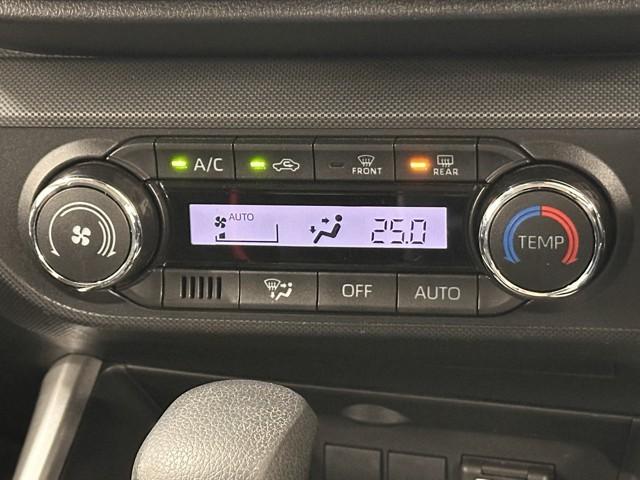 A/C
FRONT
REAR
AUTO
25.0
TEMP
OFF
AUTO